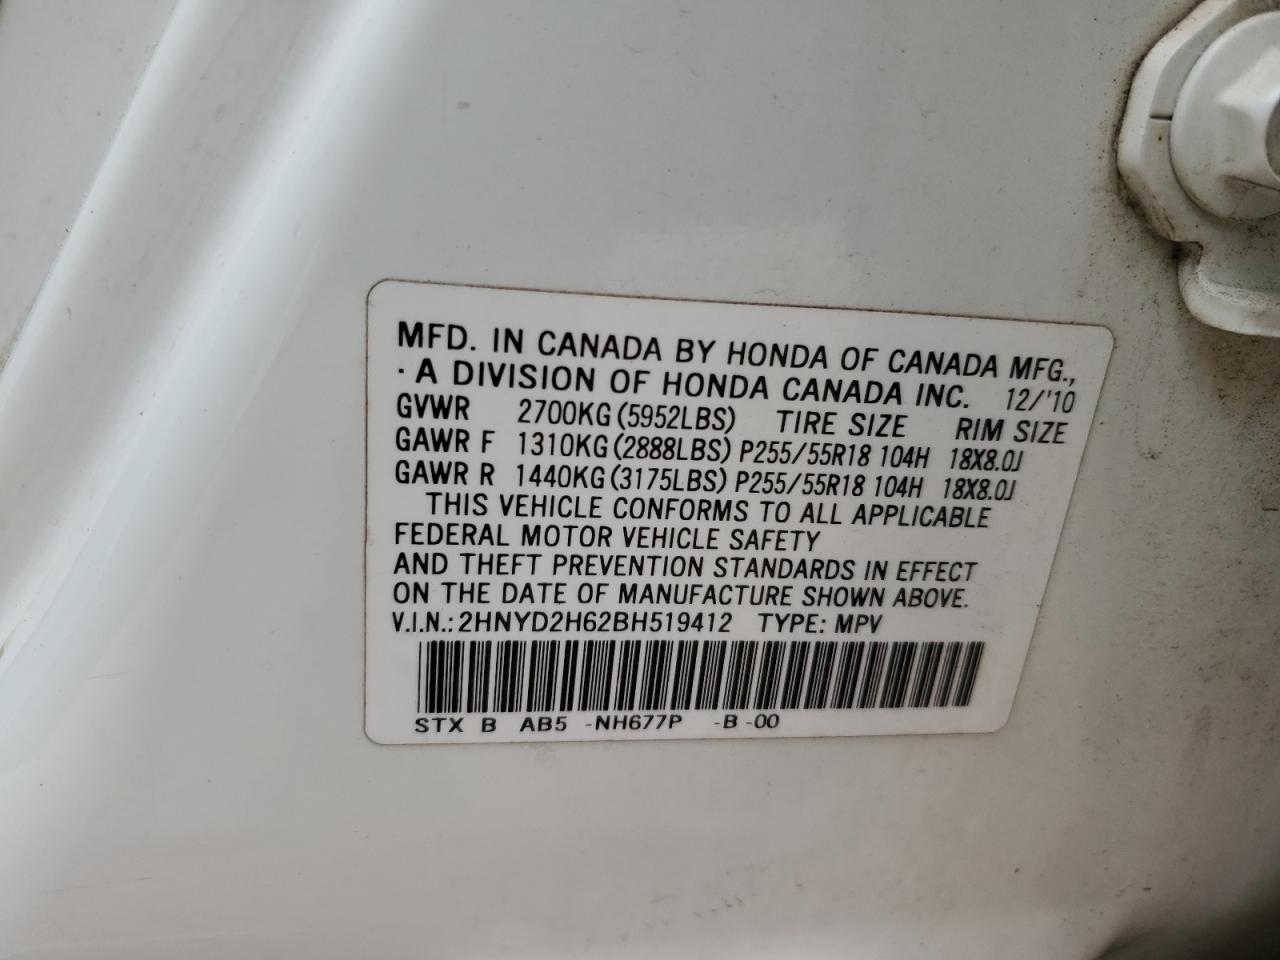 MFD. IN CANADA BY HONDA OF CANADA MFG.,
· A DIVISION OF HONDA CANADA INC. 12/'10
GVWR 2700KG (5952LBS) TIRE SIZE RIM SIZE
GAWR F 1310KG (2888LBS) P255/55R18 104H 18X8.0J
GAWR R 1440KG (3175LBS) P255/55R18 104H 18X8.0J
THIS VEHICLE CONFORMS TO ALL APPLICABLE
FEDERAL MOTOR VEHICLE SAFETY
AND THEFT PREVENTION STANDARDS IN EFFECT
ON THE DATE OF MANUFACTURE SHOWN ABOVE.
V.I.N.: 2HNYD2H62BH519412 TYPE: MPV
STX B AB5 -NH677P -B -00